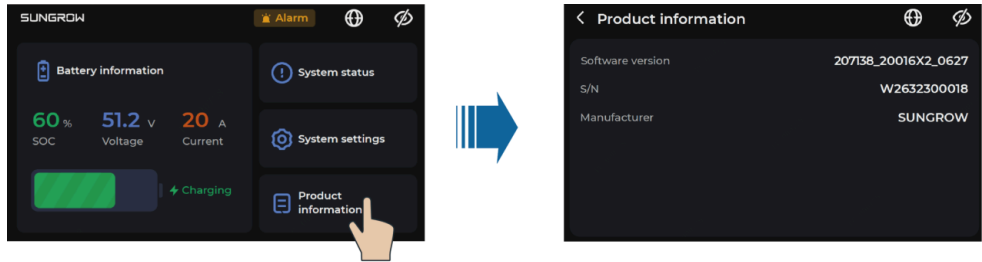 SUNGROW
Alarm
Battery information
60 %
51.2 V
20 A
SOC
Voltage
Current
Charging
System status
System settings
Product
information
Product information
Software version
207138_20016X2_0627
S/N
W2632300018
Manufacturer
SUNGROW